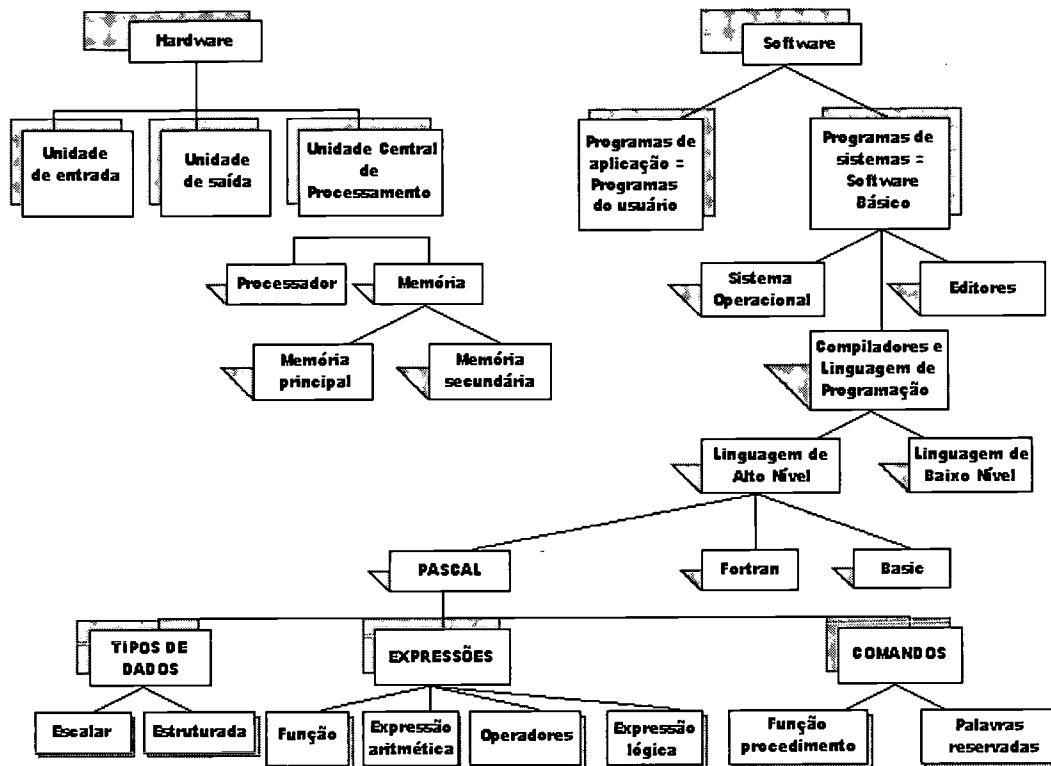 Hardware
Software
Unidade
de entrada
Unidade
de saída
Unidade Central
de
Processamento
Programas de
aplicação =
Programas
do usuário
Programas de
sistemas =
Software
Básico
Processador
Memória
Sistema
Operacional
Editores
Memória
principal
Memória
secundária
Compiladores e
Linguagem de
Programação
Linguagem de
Alto Nível
Linguagem de
Baixo Nível
PASCAL
Fortran
Basic
TIPOS DE
DADOS
EXPRESSÕES
COMANDOS
Escalar
Estruturada
Função
Expressão
aritmética
Operadores
Expressão
lógica
Função
procedimento
Palavras
reservadas